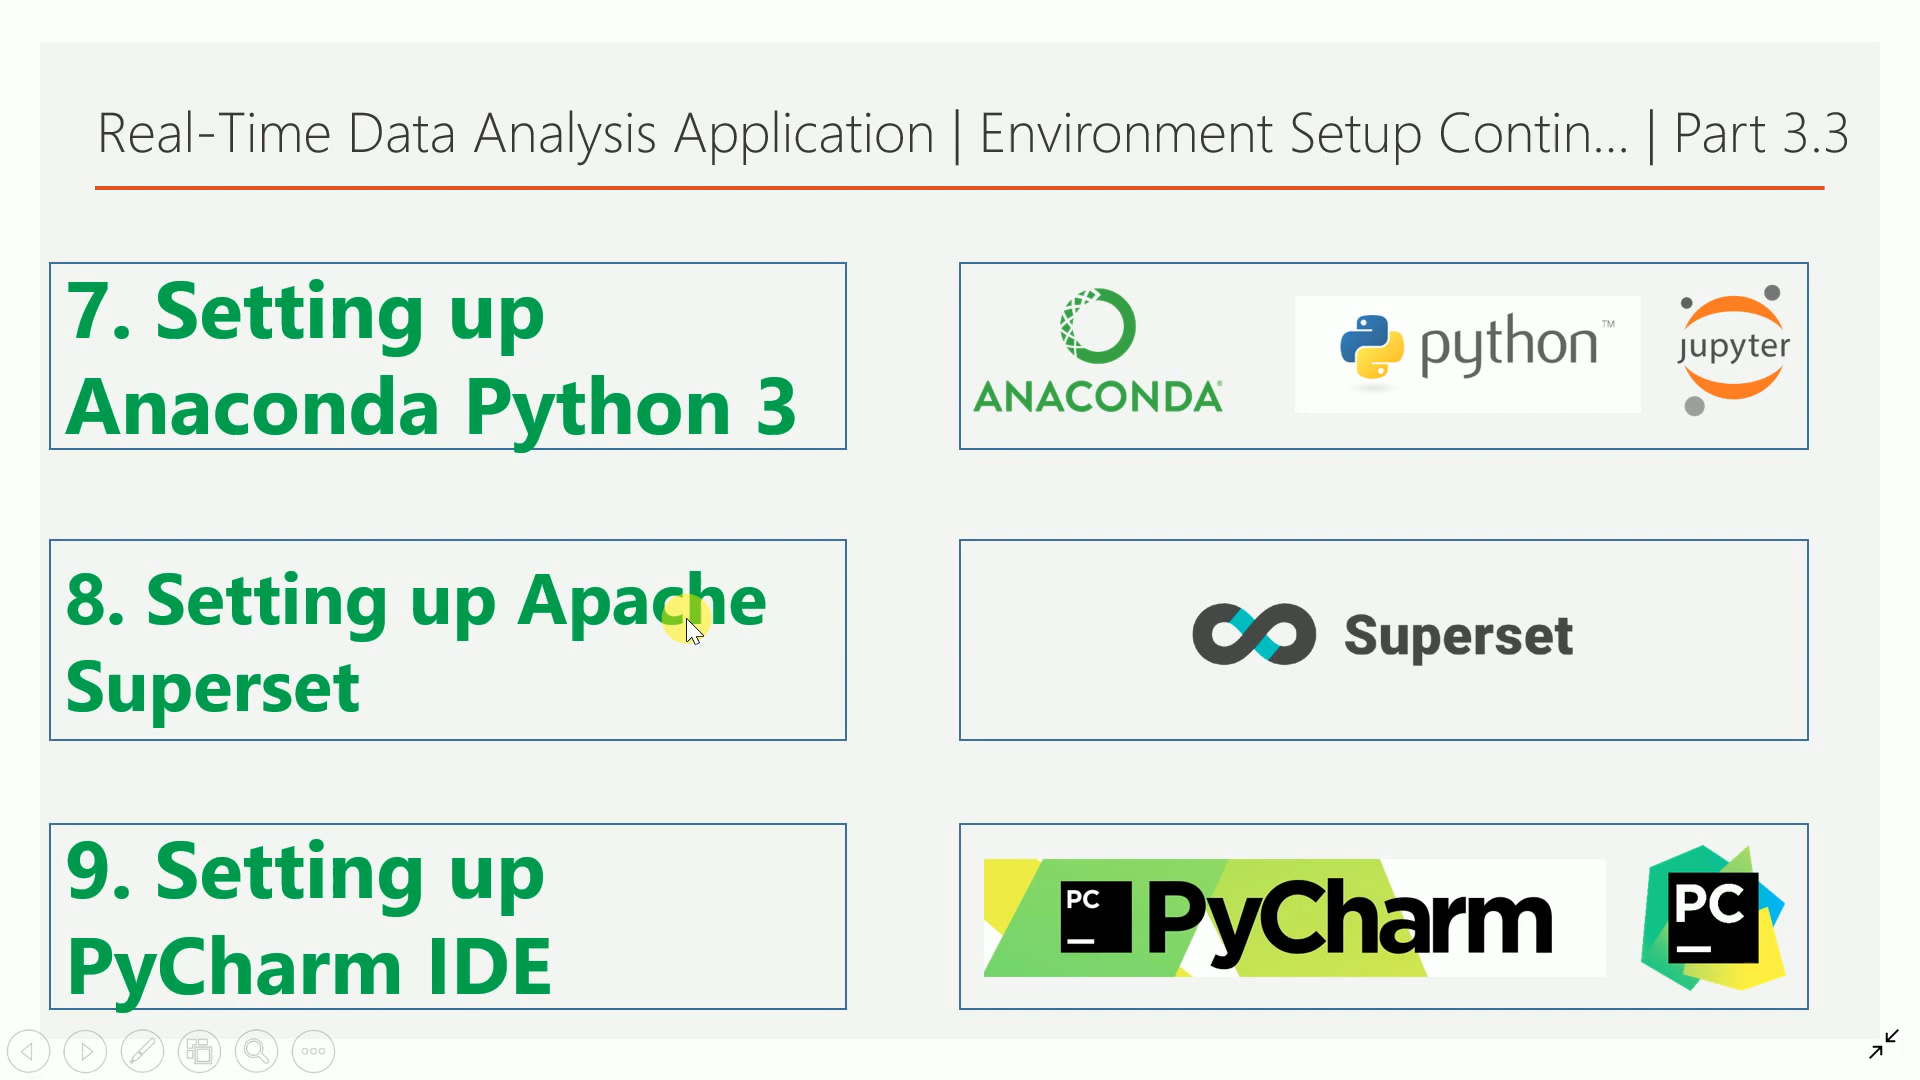 Real-Time Data Analysis Application | Environment Setup Contin... | Part 3.3
7. Setting up
Anaconda Python 3
ANACONDA®
python™
jupyter
8. Setting up Apache
Superset
Superset
9. Setting up
PyCharm IDE
PC
PyCharm
PC